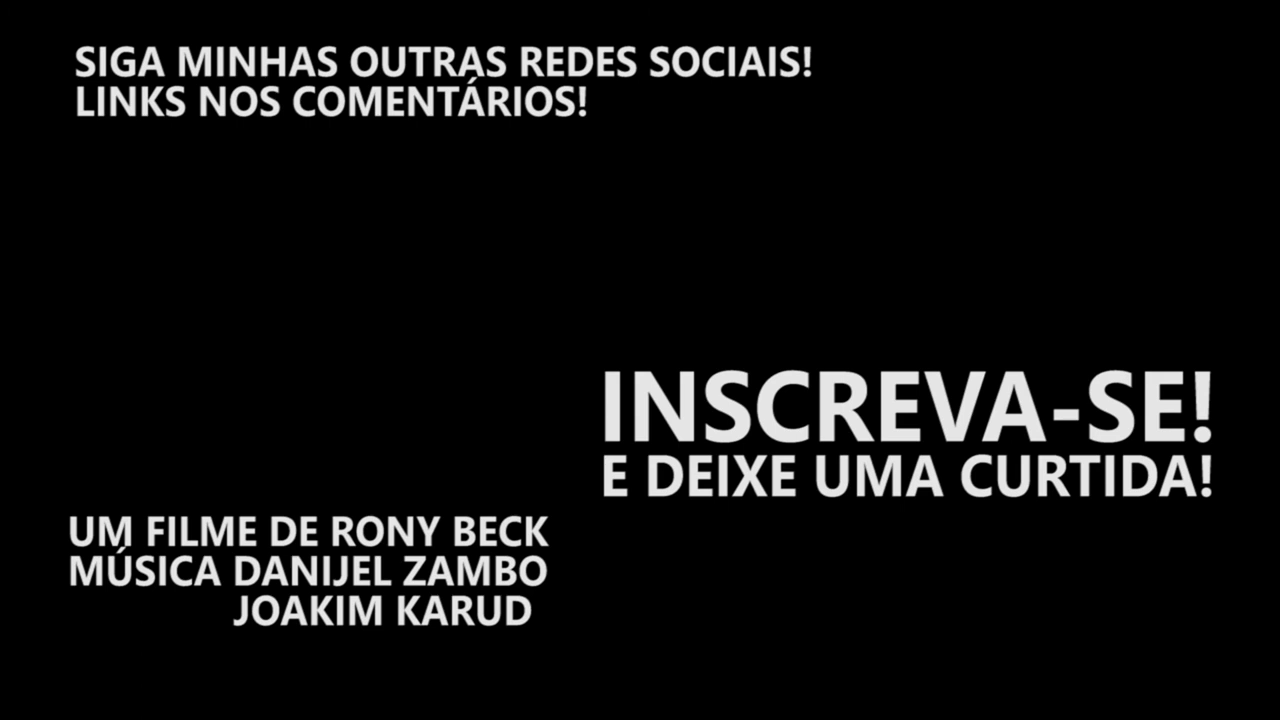 SIGA MINHAS OUTRAS REDES SOCIAIS!
LINKS NOS COMENTÁRIOS!
INSCREVA-SE!
E DEIXE UMA CURTIDA!
UM FILME DE RONY BECK
MÚSICA DANIJEL ZAMBO
JOAKIM KARUD